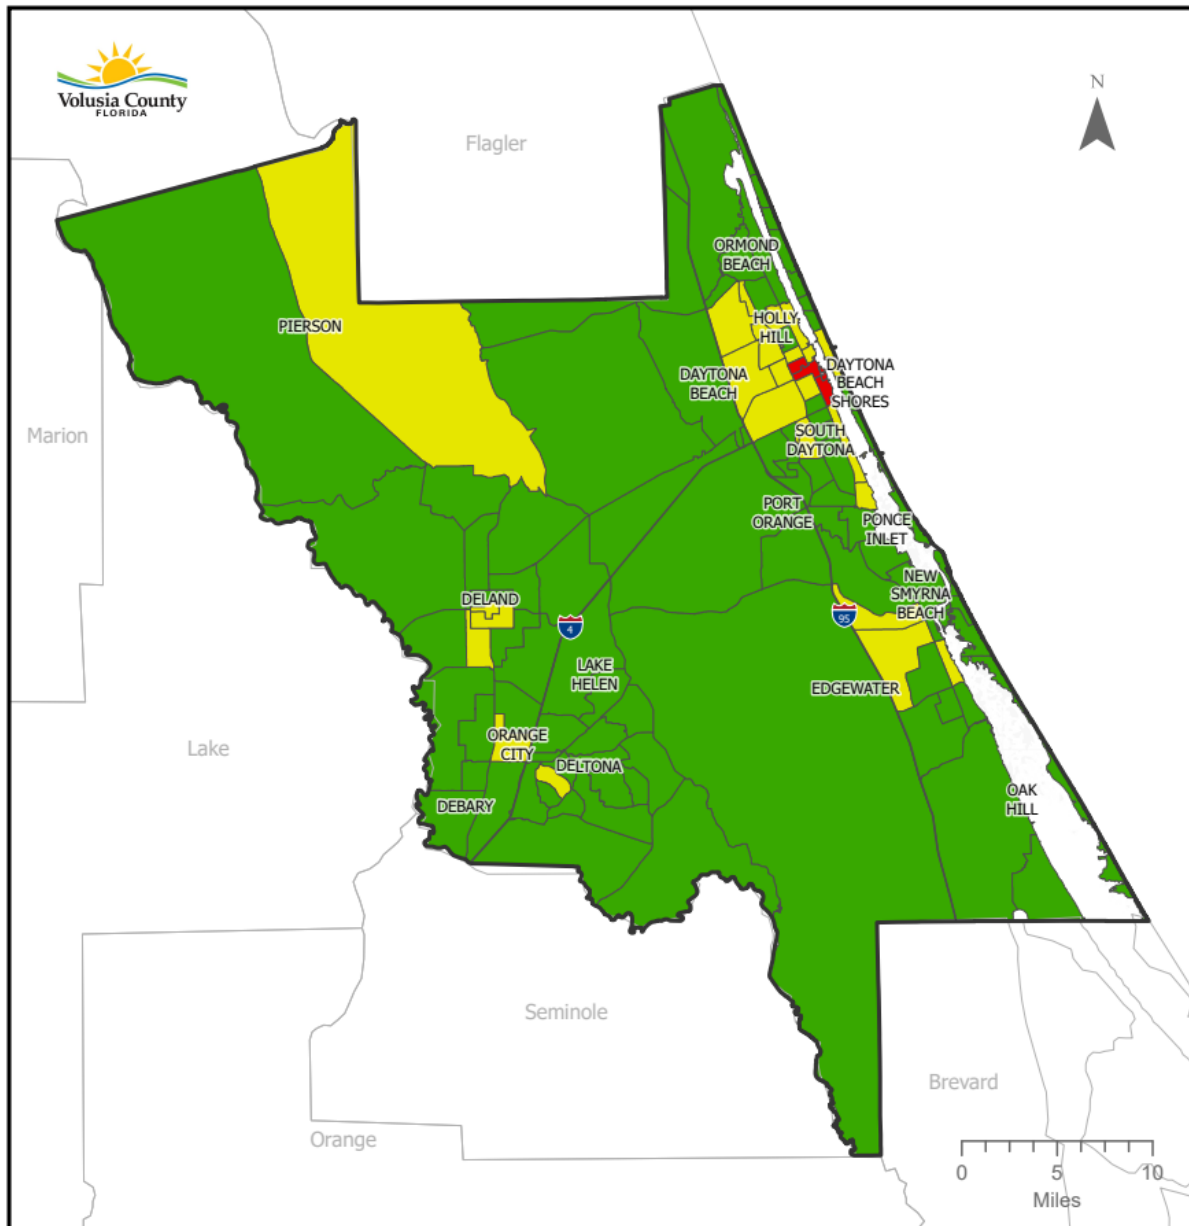 Volusia County
FLORIDA
N
Flagler
ORMOND
BEACH
PIERSON
HOLLY
HILL
DAYTONA
BEACH
DAYTONA
BEACH
SHORES
Marion
SOUTH
DAYTONA
PORT
ORANGE
PONCE
INLET
NEW
SMYRNA
BEACH
DELAND
4
95
LAKE
HELEN
EDGEWATER
Lake
ORANGE
CITY
DELTONA
DEBARY
OAK
HILL
Seminole
Brevard
Orange
0 5 10
Miles